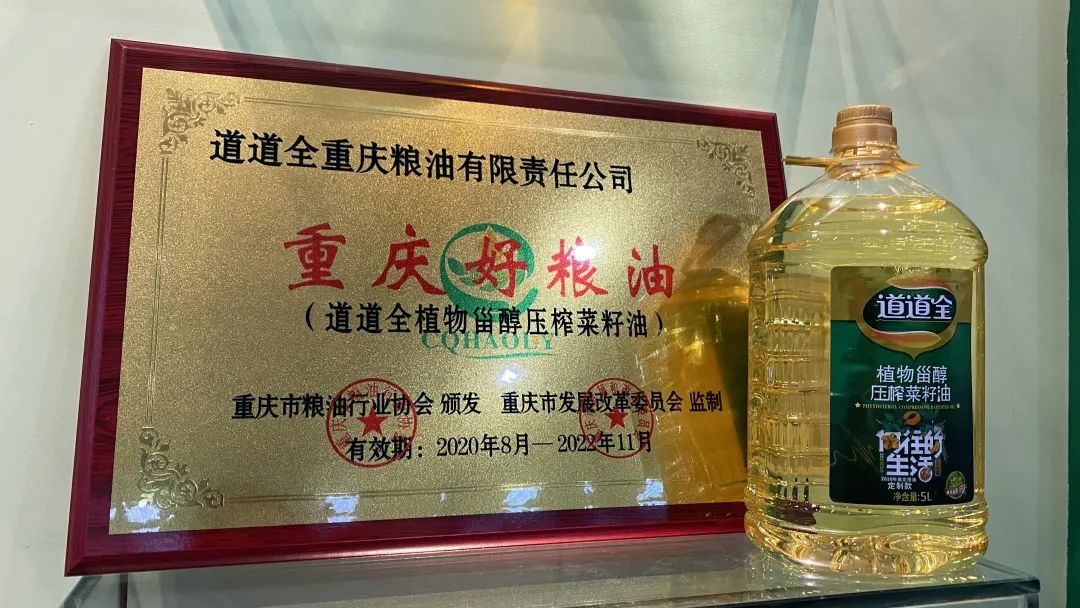 道道全重庆粮油有限责任公司
重庆好粮油
（道道全植物甾醇压榨菜籽油）
CQHAOLY
重庆市粮油行业协会 颁发 重庆市发展改革委员会 监制
有效期：2020年8月—2022年11月
道道全
植物甾醇
压榨菜籽油
PHYTOSTEROL COMPRESSING RAPESEED OIL
向往的
生活
定制款
净含量:5L